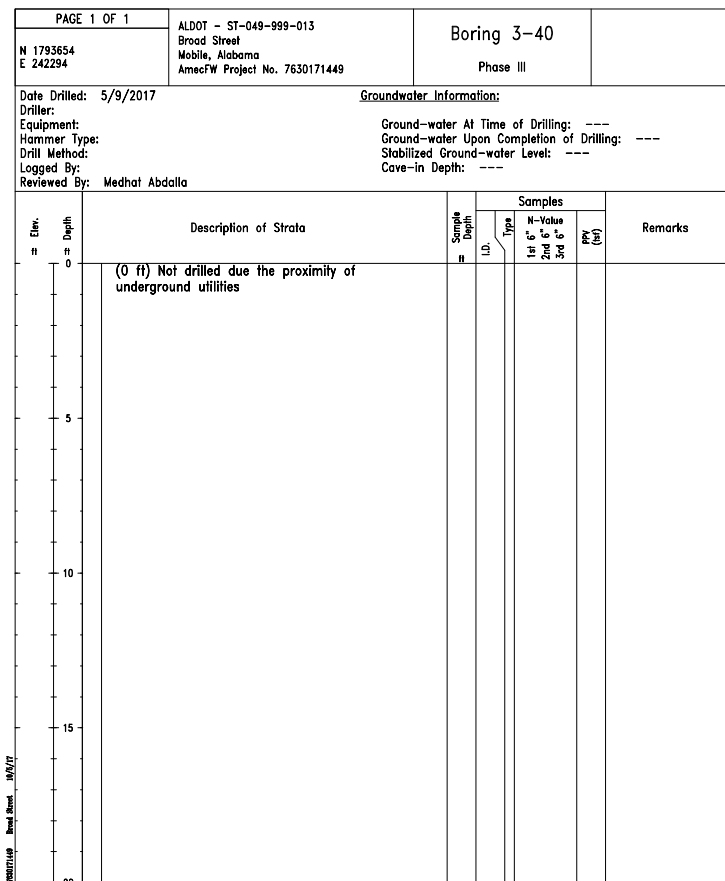 PAGE 1 OF 1
N 1793654
E 242294
ALDOT - ST-049-999-013
Broad Street
Mobile, Alabama
AmecFW Project No. 7630171449
Boring 3-40
Phase III
Date Drilled: 5/9/2017
Driller:
Equipment:
Hammer Type:
Drill Method:
Logged By:
Reviewed By: Medhat Abdalla
Groundwater Information:
Ground-water At Time of Drilling: ---
Ground-water Upon Completion of Drilling: ---
Stabilized Ground-water Level: ---
Cave-in Depth: ---
Elev.
ft
Depth
ft
Description of Strata
Sample
Depth
ft
Samples
I.D.
Type
N-Value
1st 6"
2nd 6"
3rd 6"
PPV
(tsf)
Remarks
0
(0 ft) Not drilled due the proximity of
underground utilities
5
10
15
20
7630171449 Broad Street 10/6/17